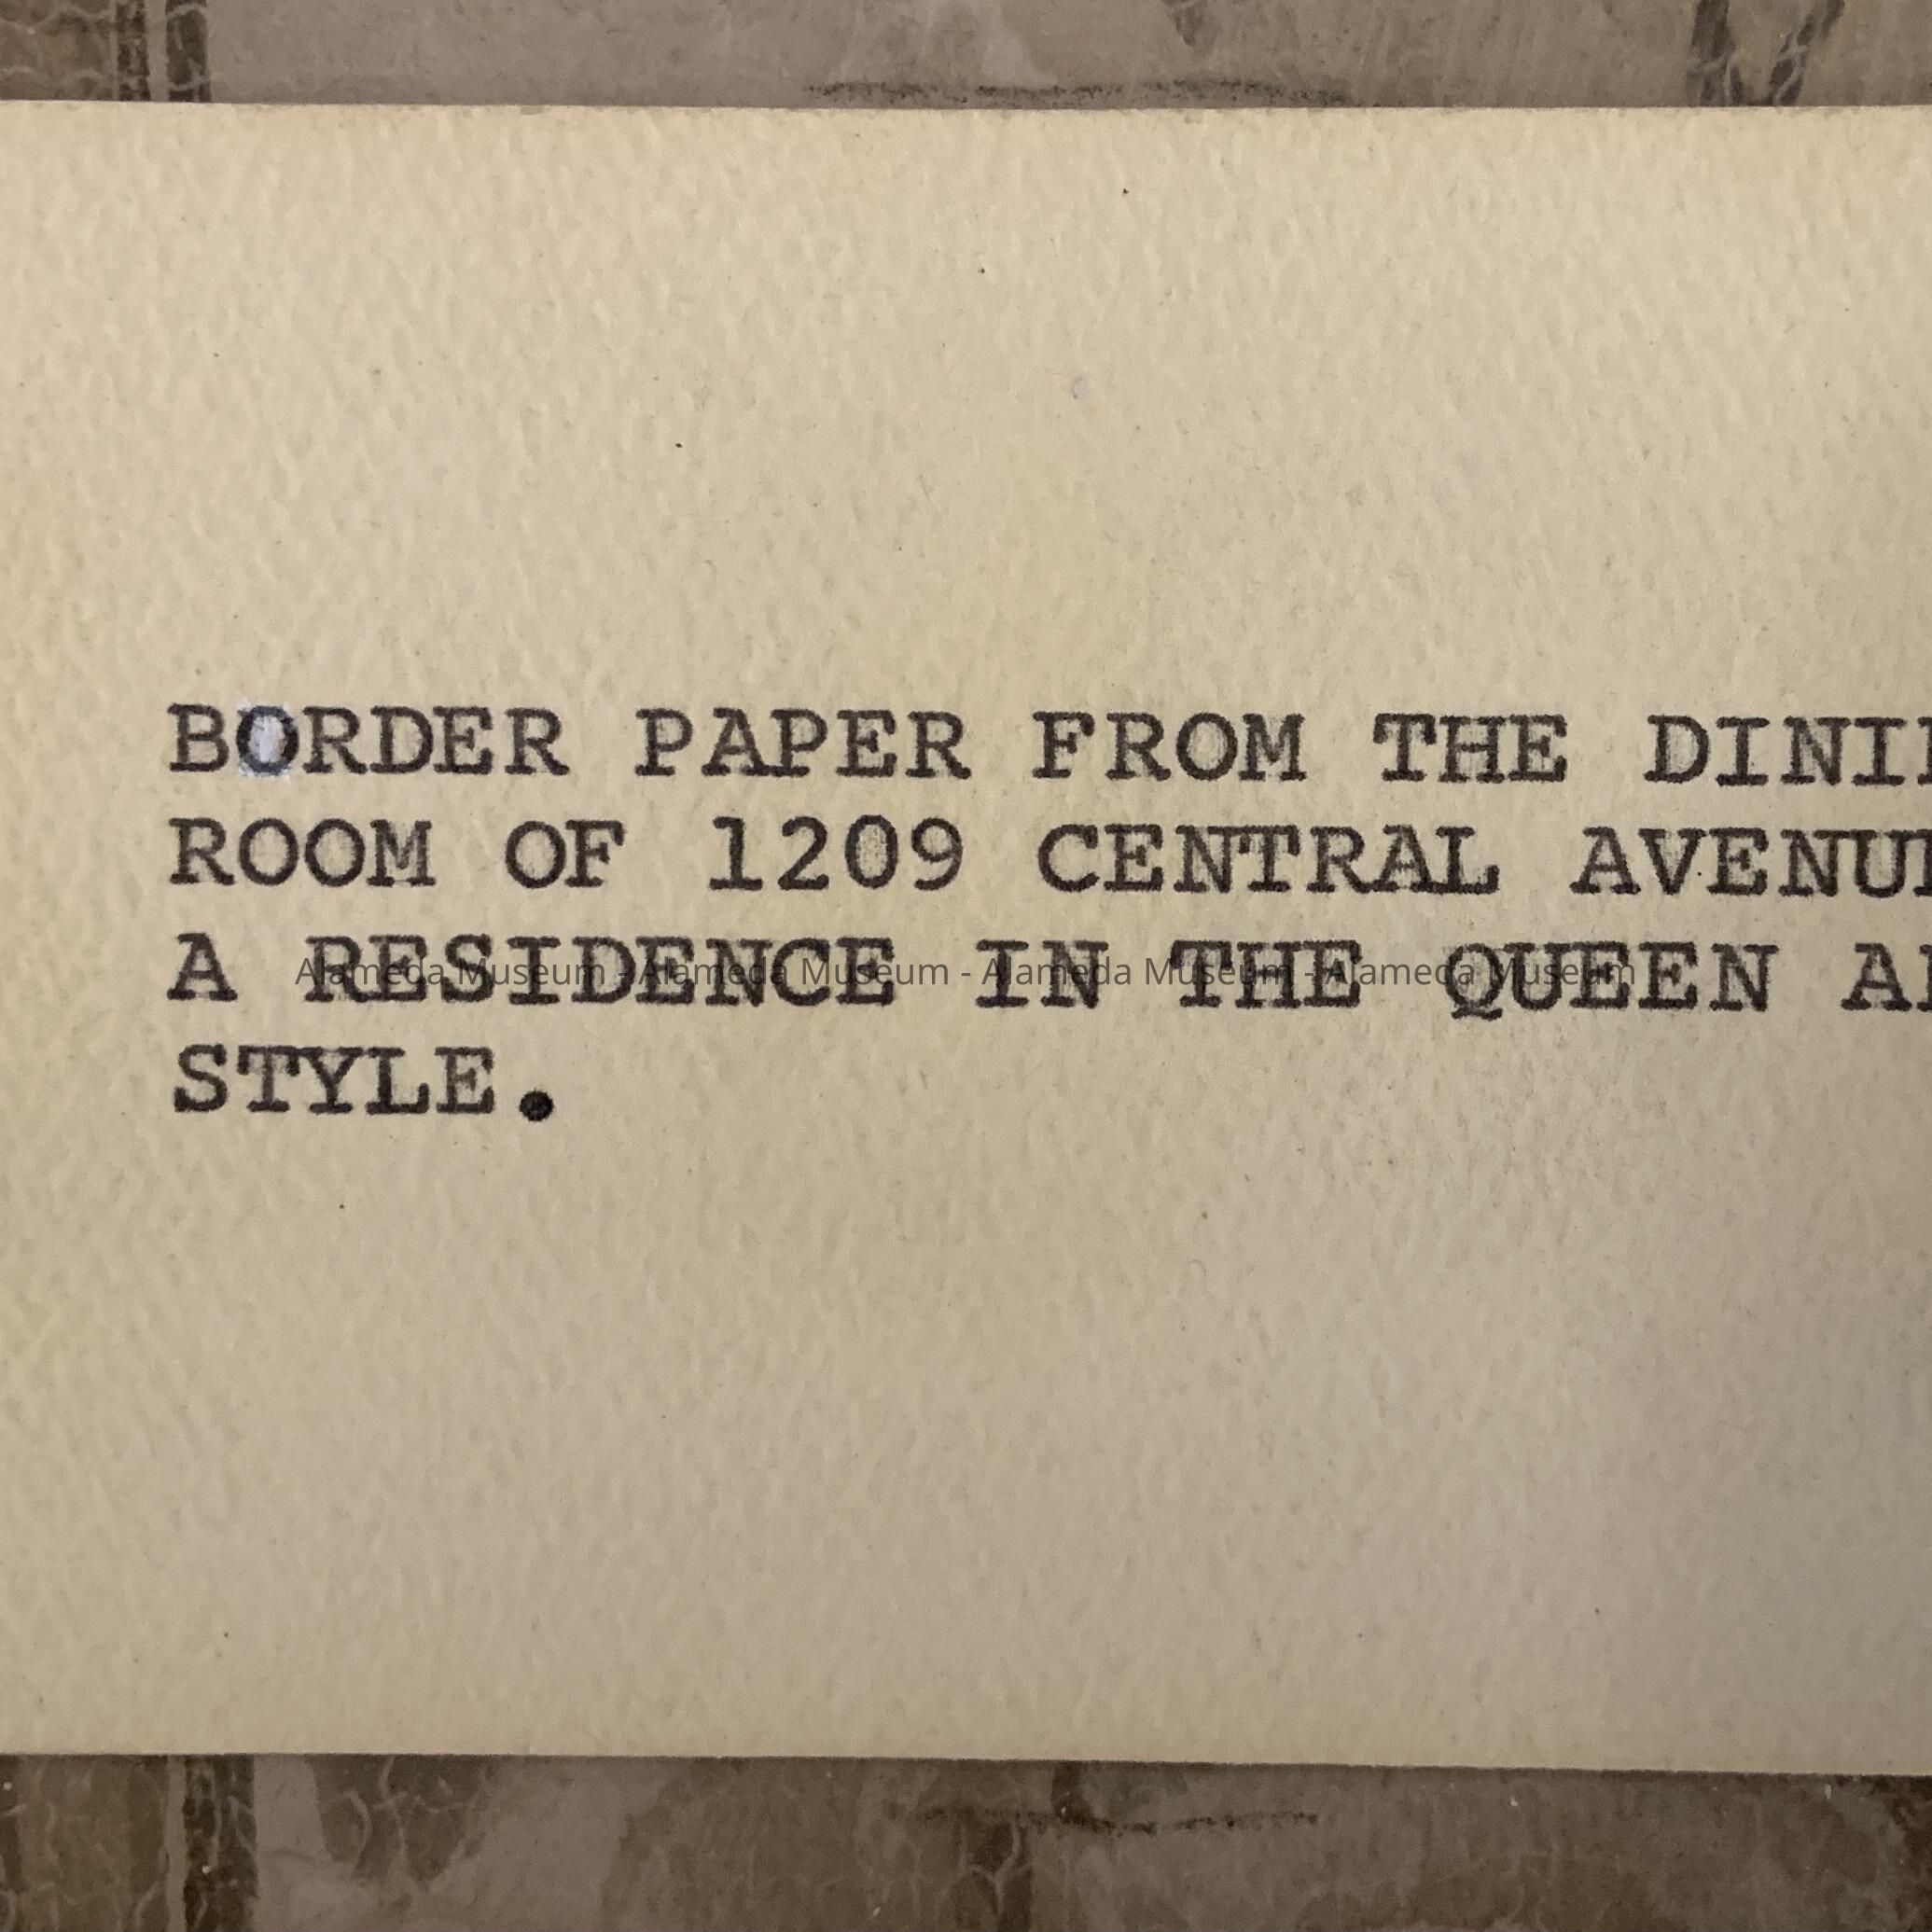 BORDER PAPER FROM THE DINI
ROOM OF 1209 CENTRAL AVENU
A RESIDENCE IN THE QUEEN A
STYLE.
Alameda Museum - Alameda Museum - Alameda Museum - Alameda Museum